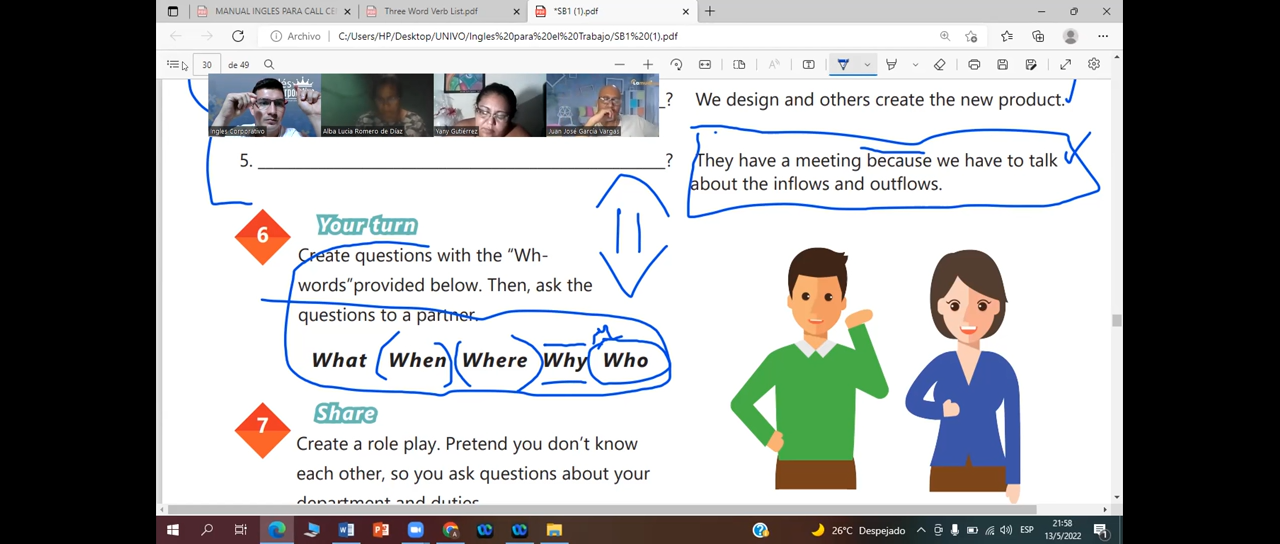 MANUAL INGLES PARA CALL CE
Three Word Verb List.pdf
*SB1 (1).pdf
Archivo
C:/Users/HP/Desktop/UNIVO/Ingles%20para%20el%20Trabajo/SB1%20(1).pdf
30 de 49
Ingles Corporativo
Alba Lucia Romero de Díaz
Yany Gutiérrez
Juan José García Vargas
? We design and others create the new product.
5. ? They have a meeting because we have to talk
about the inflows and outflows.
6 Your turn
Create questions with the “Wh-
words”provided below. Then, ask the
questions to a partner.
What When Where Why Who
7 Share
Create a role play. Pretend you don’t know
each other, so you ask questions about your
department and duties.
26°C Despejado
ESP
21:58
13/5/2022